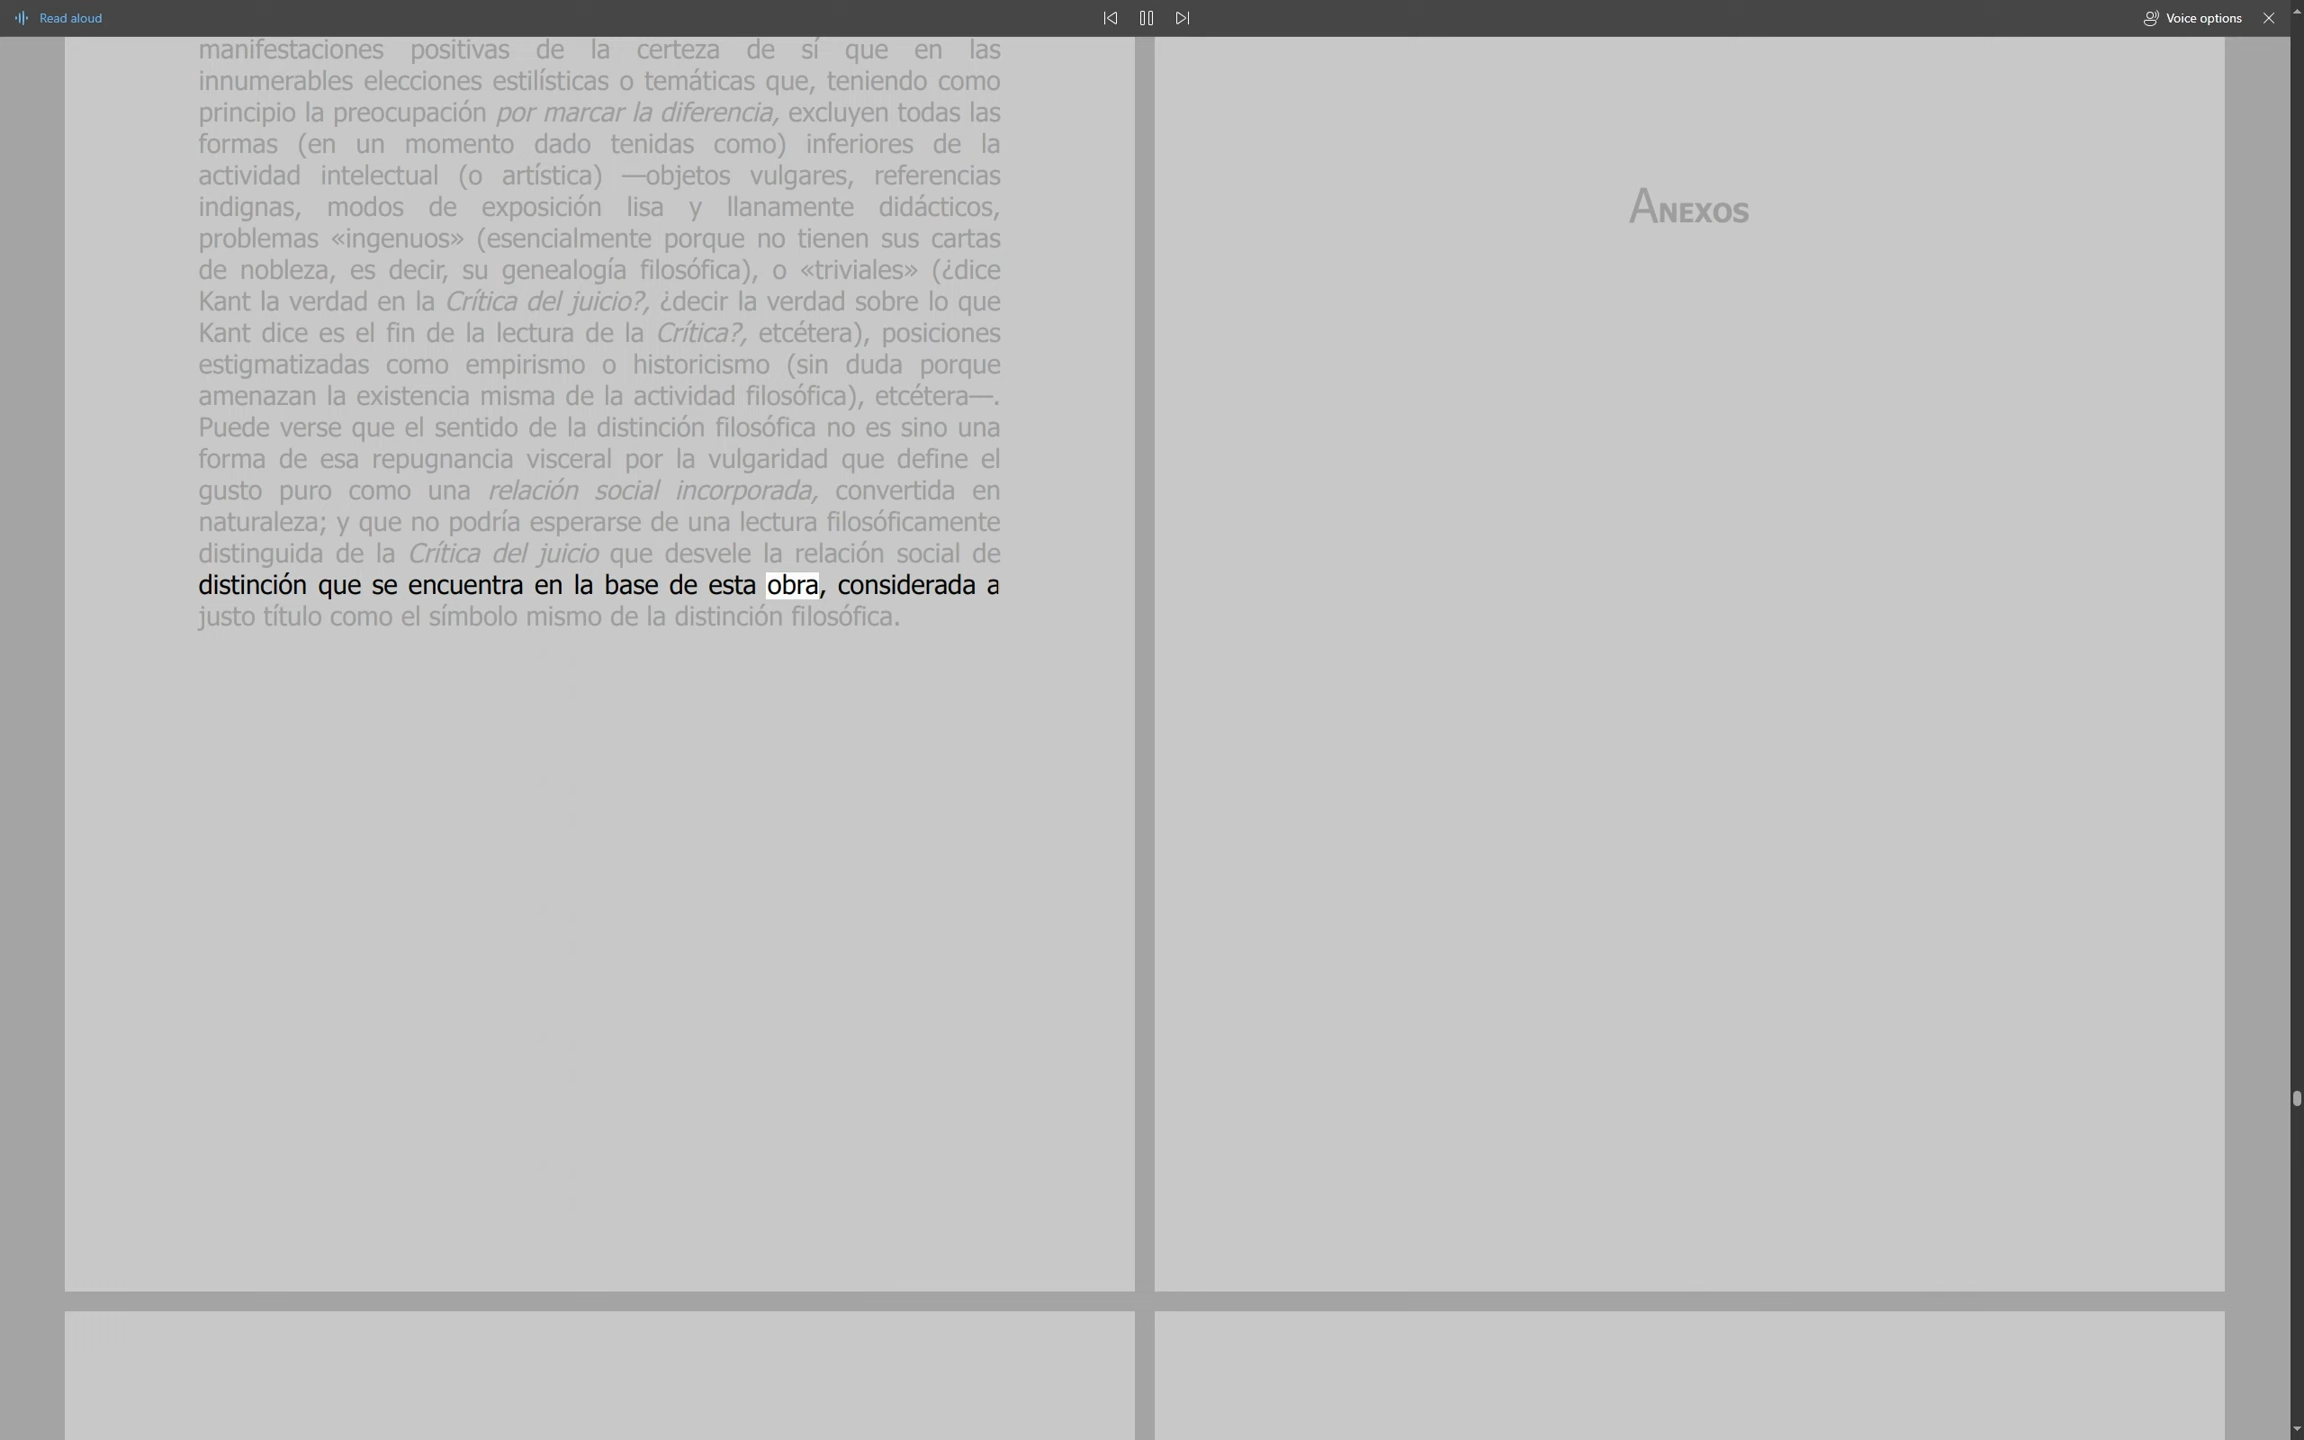 Read aloud
Voice options
manifestaciones positivas de la certeza de sí que en las
innumerables elecciones estilísticas o temáticas que, teniendo como
principio la preocupación por marcar la diferencia, excluyen todas las
formas (en un momento dado tenidas como) inferiores de la
actividad intelectual (o artística) —objetos vulgares, referencias
indignas, modos de exposición lisa y llanamente didácticos,
problemas «ingenuos» (esencialmente porque no tienen sus cartas
de nobleza, es decir, su genealogía filosófica), o «triviales» (¿dice
Kant la verdad en la Crítica del juicio?, ¿decir la verdad sobre lo que
Kant dice es el fin de la lectura de la Crítica?, etcétera), posiciones
estigmatizadas como empirismo o historicismo (sin duda porque
amenazan la existencia misma de la actividad filosófica), etcétera—.
Puede verse que el sentido de la distinción filosófica no es sino una
forma de esa repugnancia visceral por la vulgaridad que define el
gusto puro como una relación social incorporada, convertida en
naturaleza; y que no podría esperarse de una lectura filosóficamente
distinguida de la Crítica del juicio que desvele la relación social de
distinción que se encuentra en la base de esta obra, considerada a
justo título como el símbolo mismo de la distinción filosófica.
ANEXOS